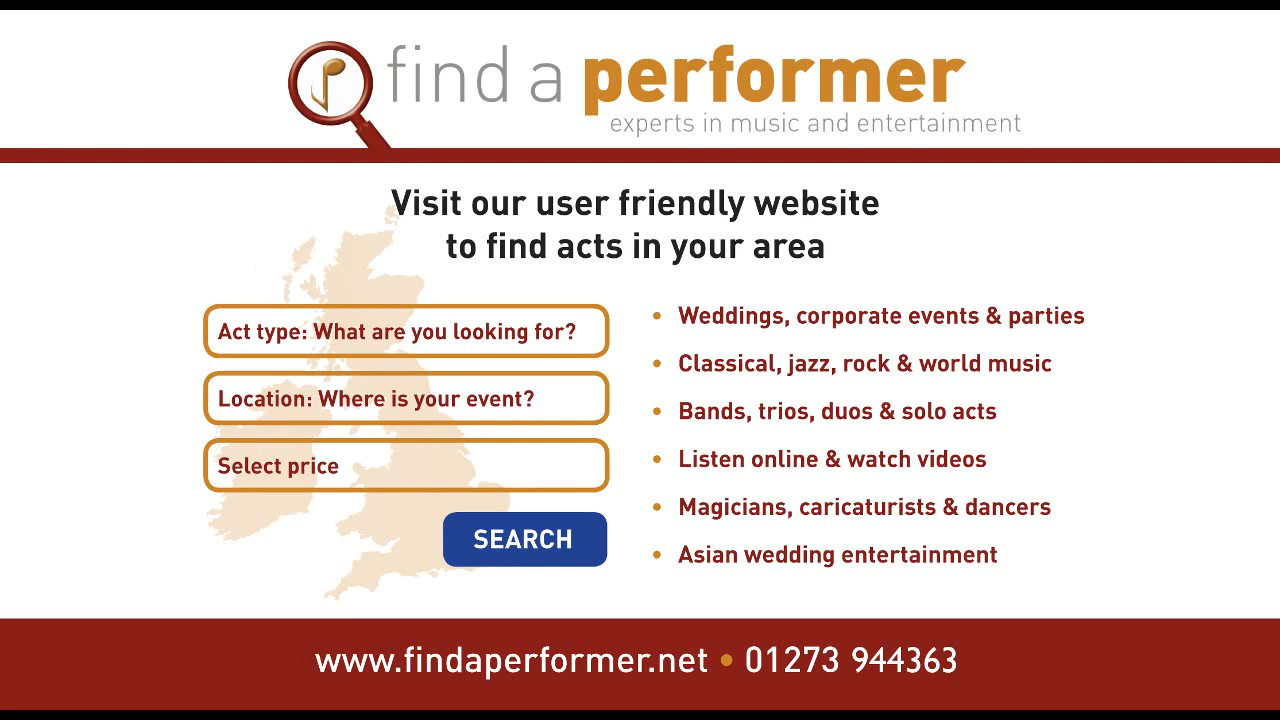 find a performer
experts in music and entertainment
Visit our user friendly website
to find acts in your area
Act type: What are you looking for?
Location: Where is your event?
Select price
SEARCH
• Weddings, corporate events & parties
• Classical, jazz, rock & world music
• Bands, trios, duos & solo acts
• Listen online & watch videos
• Magicians, caricaturists & dancers
• Asian wedding entertainment
www.findaperformer.net • 01273 944363